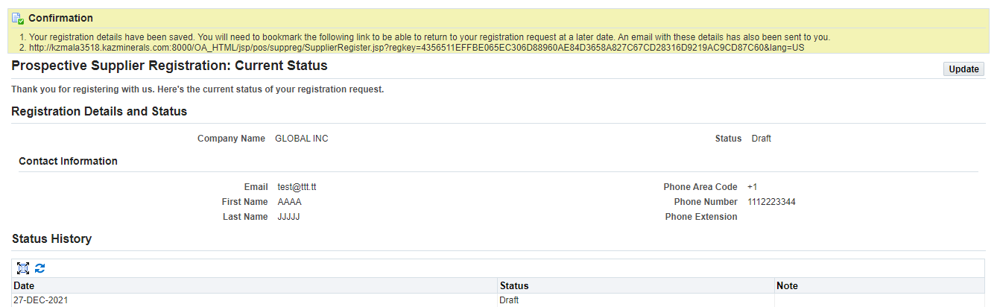 Confirmation
1. Your registration details have been saved. You will need to bookmark the following link to be able to return to your registration request at a later date. An email with these details has also been sent to you.
2. http://kzmala3518.kazminerals.com:8000/OA_HTML/jsp/pos/suppreg/SupplierRegister.jsp?regkey=4356511EFFBE065EC306D88960AE84D3658A827C67CD28316D9219AC9CD87C60&lang=US
Prospective Supplier Registration: Current Status
Update
Thank you for registering with us. Here's the current status of your registration request.
Registration Details and Status
Company Name GLOBAL INC Status Draft
Contact Information
Email test@ttt.tt Phone Area Code +1
First Name AAAA Phone Number 1112223344
Last Name JJJJJ Phone Extension
Status History
Date Status Note
27-DEC-2021 Draft